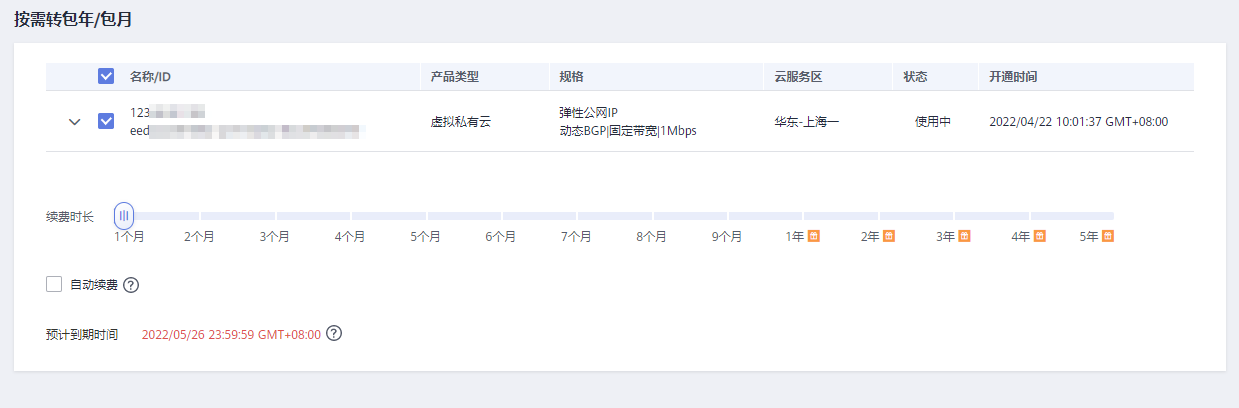 按需转包年/包月
名称/ID 产品类型 规格 云服务区 状态 开通时间
123 弹性公网IP
eed 虚拟私有云 动态BGP|固定带宽|1Mbps 华东-上海一 使用中 2022/04/22 10:01:37 GMT+08:00
续费时长
1个月 2个月 3个月 4个月 5个月 6个月 7个月 8个月 9个月 1年 2年 3年 4年 5年
自动续费 ?
预计到期时间 2022/05/26 23:59:59 GMT+08:00 ?